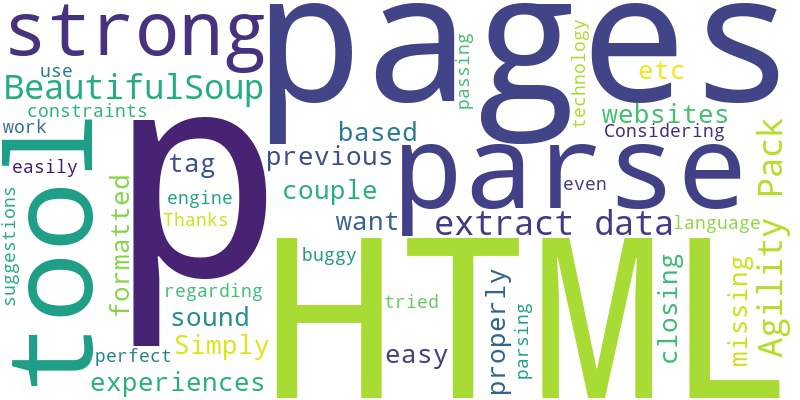 strong
pages
use
etc
BeautifulSoup
passing
technology
constraints
websites
work
based
Considering
tool
p
easily
tag
previous
parse
Pack
engine
couple
even
suggestions
formatted
Thanks
want
extract data
language
Agility
HTML
buggy
regarding
tried
properly
closing
missing
sound
Simply
parsing
perfect
easy
experiences